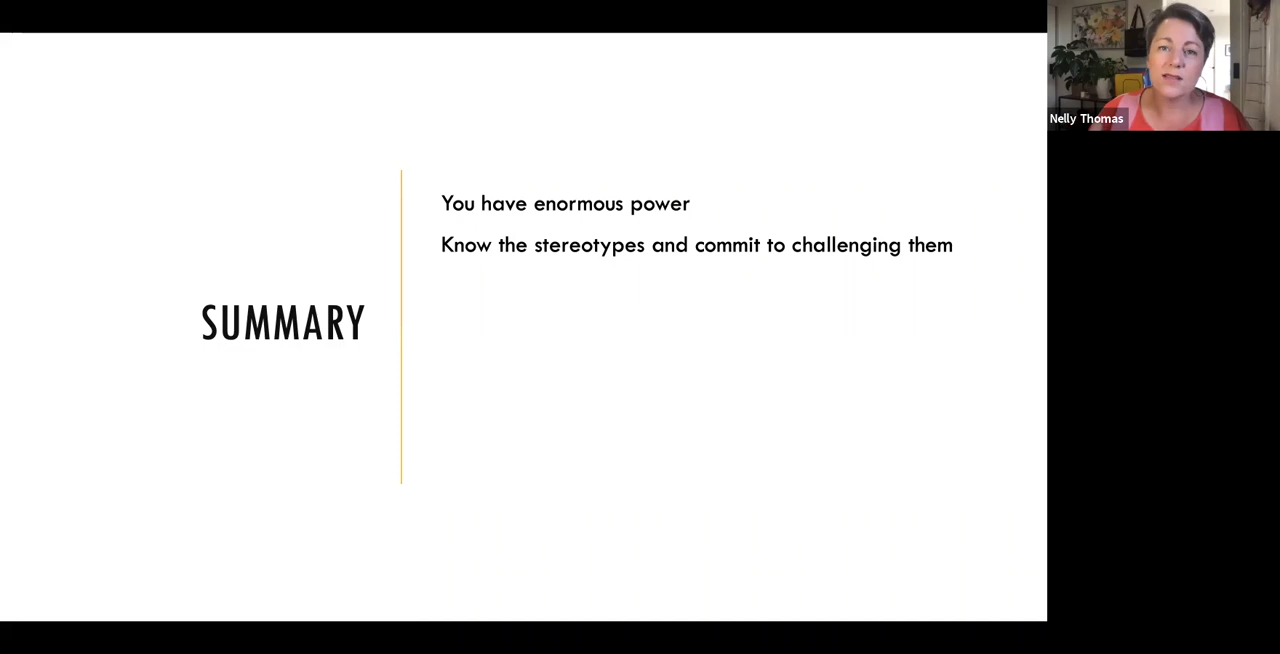 Nelly Thomas
You have enormous power
Know the stereotypes and commit to challenging them
SUMMARY